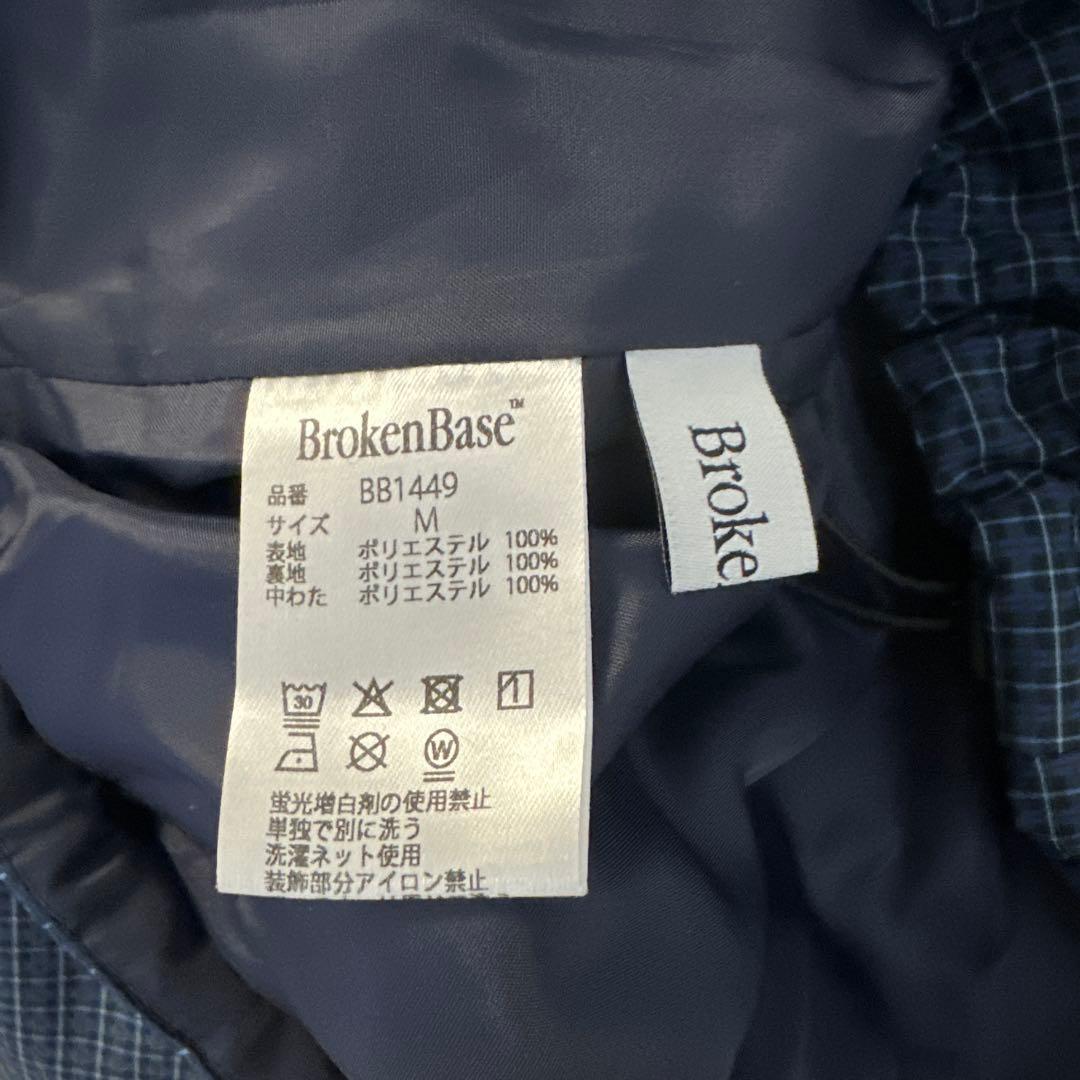 BrokenBase™
品番 BB1449
サイズ M
表地 ポリエステル 100%
裏地 ポリエステル 100%
中わた ポリエステル 100%
30
W
蛍光増白剤の使用禁止
単独で別に洗う
洗濯ネット使用
装飾部分アイロン禁止
Broke